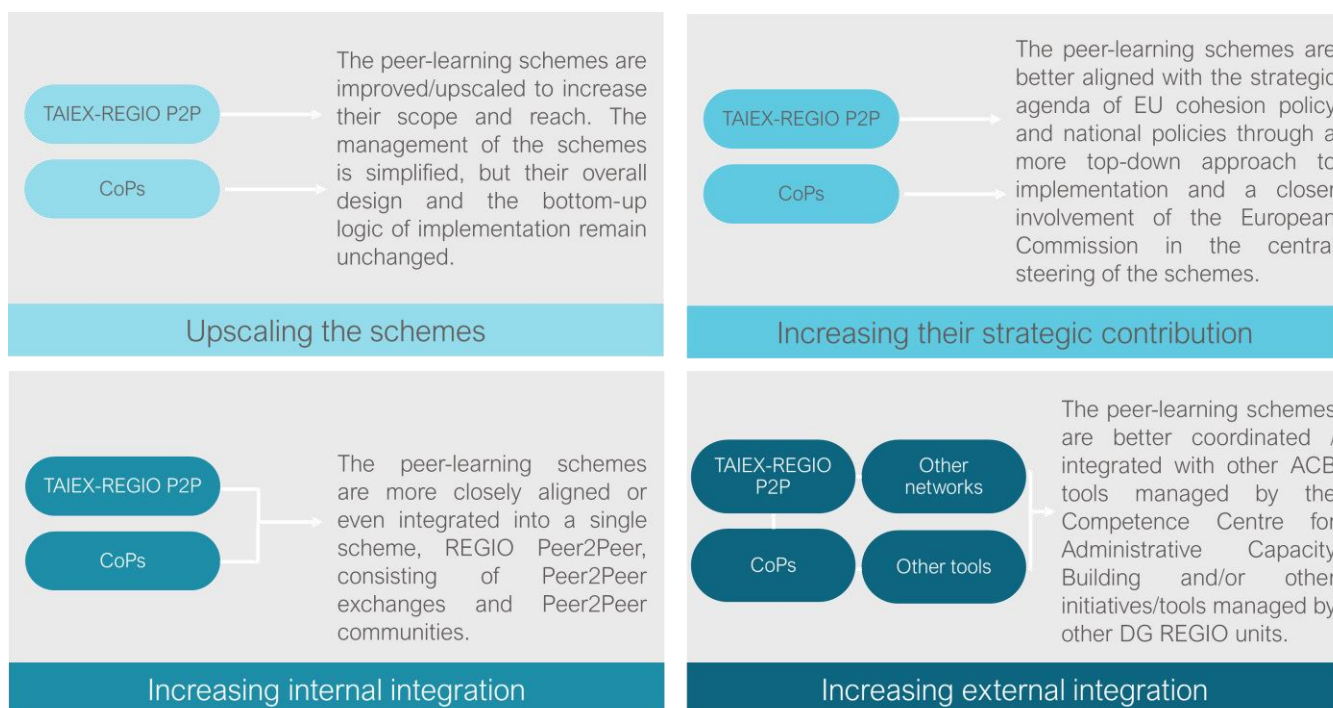 TAIEX-REGIO P2P
CoPs
The peer-learning schemes are
improved/upscaled to increase
their scope and reach. The
management of the schemes
is simplified, but their overall
design and the bottom-up
logic of implementation remain
unchanged.
Upscaling the schemes
TAIEX-REGIO P2P
CoPs
The peer-learning schemes are
better aligned with the strategic
agenda of EU cohesion policy
and national policies through a
more top-down approach to
implementation and a closer
involvement of the European
Commission in the central
steering of the schemes.
Increasing their strategic contribution
TAIEX-REGIO P2P
CoPs
The peer-learning schemes
are more closely aligned or
even integrated into a single
scheme, REGIO Peer2Peer,
consisting of Peer2Peer
exchanges and Peer2Peer
communities.
Increasing internal integration
TAIEX-REGIO
P2P
Other
networks
CoPs
Other tools
The peer-learning schemes
are better coordinated /
integrated with other ACB
tools managed by the
Competence Centre for
Administrative Capacity
Building and/or other
initiatives/tools managed by
other DG REGIO units.
Increasing external integration